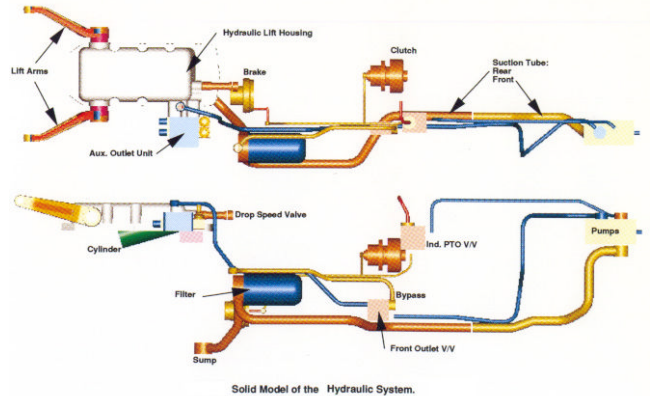 Hydraulic Lift Housing
Clutch
Lift Arms
Brake
Suction Tube:
Rear
Front
Aux. Outlet Unit
Drop Speed Valve
Cylinder
Ind. PTO V/V
Pumps
Filter
Bypass
Front Outlet V/V
Sump
Solid Model of the Hydraulic System.